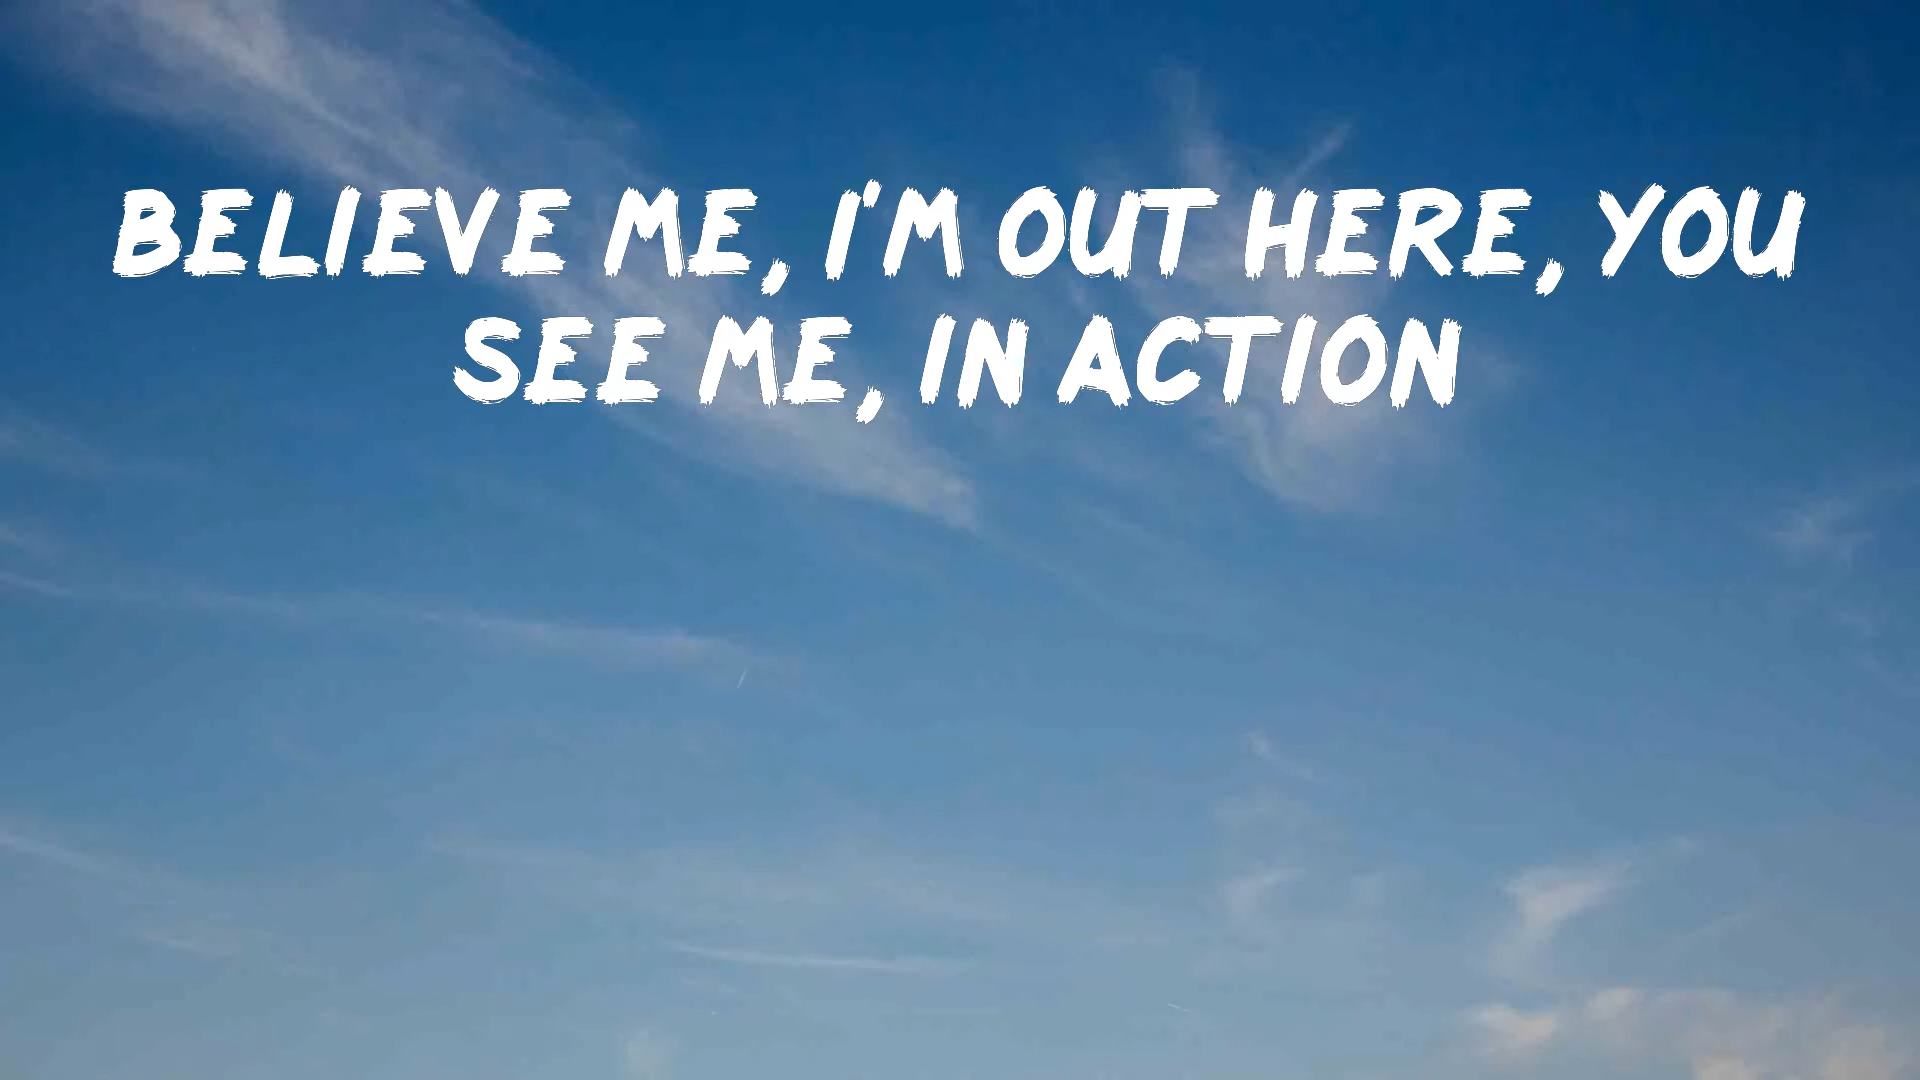 BELIEVE ME, I'M OUT HERE, YOU
SEE ME, IN ACTION